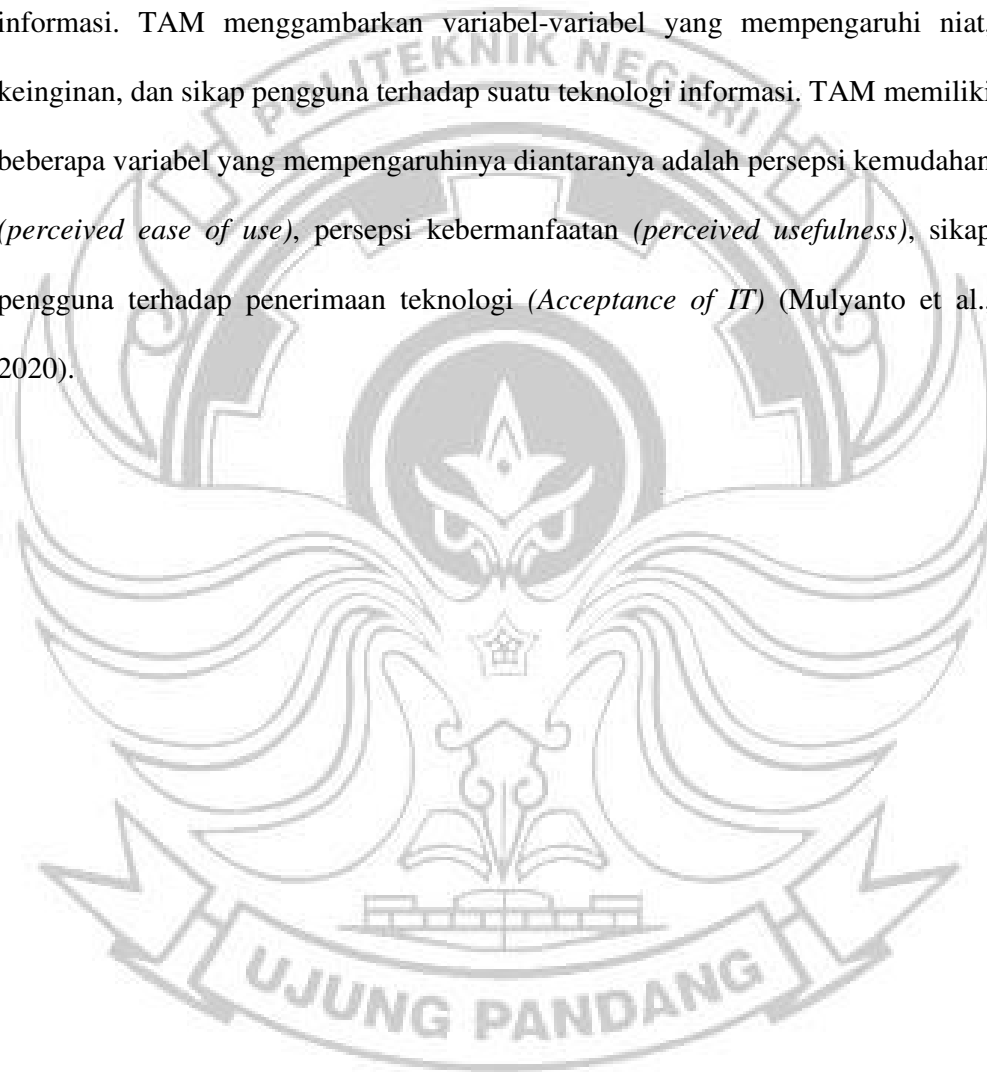 informasi. TAM menggambarkan variabel-variabel yang mempengaruhi niat,
keinginan, dan sikap pengguna terhadap suatu teknologi informasi. TAM memiliki
beberapa variabel yang mempengaruhinya diantaranya adalah persepsi kemudahan
(perceived ease of use), persepsi kebermanfaatan (perceived usefulness), sikap
pengguna terhadap penerimaan teknologi (Acceptance of IT) (Mulyanto et al.,
2020).
POLITEKNIK NEGERI
UJUNG PANDANG